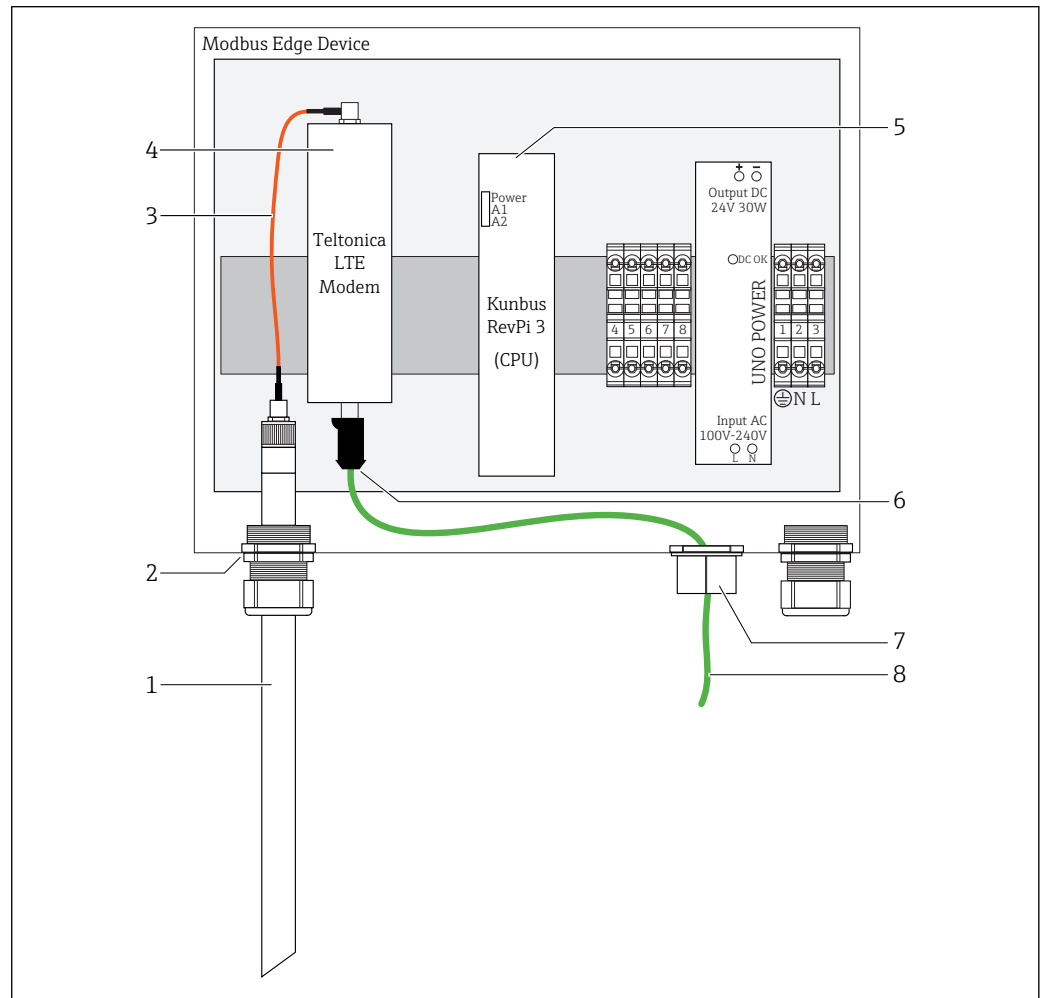 Modbus Edge Device
4
3
Teltonica
LTE
Modem
5
Power
A1
A2
Kunbus
RevPi 3
(CPU)
+ −
Output DC
24V 30W
DC OK
UNO POWER
4 5 6 7 8
1 2 3
N L
Input AC
100V-240V
L N
6
2
7
1
8